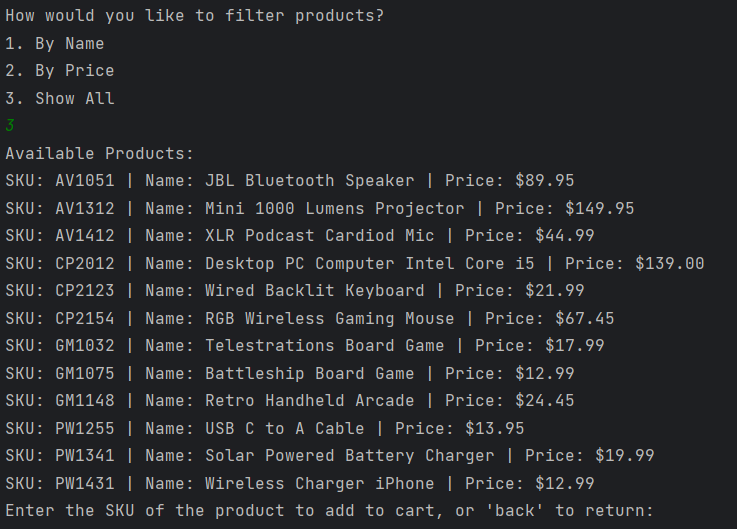 How would you like to filter products?
1. By Name
2. By Price
3. Show All
3
Available Products:
SKU: AV1051 | Name: JBL Bluetooth Speaker | Price: $89.95
SKU: AV1312 | Name: Mini 1000 Lumens Projector | Price: $149.95
SKU: AV1412 | Name: XLR Podcast Cardiod Mic | Price: $44.99
SKU: CP2012 | Name: Desktop PC Computer Intel Core i5 | Price: $139.00
SKU: CP2123 | Name: Wired Backlit Keyboard | Price: $21.99
SKU: CP2154 | Name: RGB Wireless Gaming Mouse | Price: $67.45
SKU: GM1032 | Name: Telestrations Board Game | Price: $17.99
SKU: GM1075 | Name: Battleship Board Game | Price: $12.99
SKU: GM1148 | Name: Retro Handheld Arcade | Price: $24.45
SKU: PW1255 | Name: USB C to A Cable | Price: $13.95
SKU: PW1341 | Name: Solar Powered Battery Charger | Price: $19.99
SKU: PW1431 | Name: Wireless Charger iPhone | Price: $12.99
Enter the SKU of the product to add to cart, or 'back' to return: